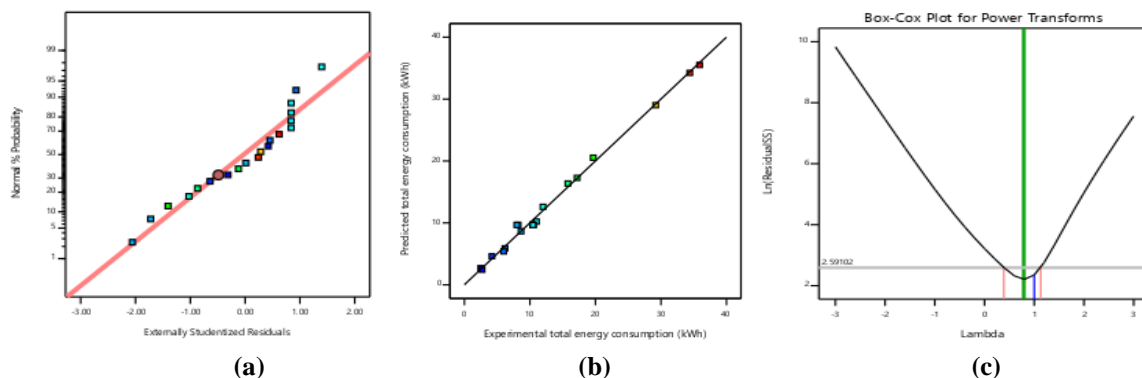 Normal % Probability
99
95
90
80
70
50
30
20
10
5
1
-3.00 -2.00 -1.00 0.00 1.00 2.00
Externally Studentized Residuals
(a)
Predicted total energy consumption (kWh)
40
30
20
10
0
0 10 20 30 40
Experimental total energy consumption (kWh)
(b)
Box-Cox Plot for Power Transforms
Ln(ResidualSS)
10
8
6
4
2.59102
2
-3 -2 -1 0 1 2 3
Lambda
(c)